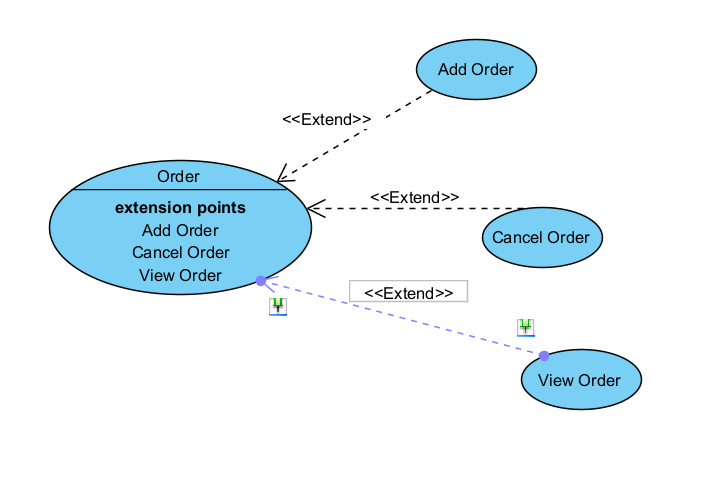 Add Order
<<Extend>>
Order
<<Extend>>
extension points
Add Order
Cancel Order
Cancel Order
View Order
<<Extend>>
View Order